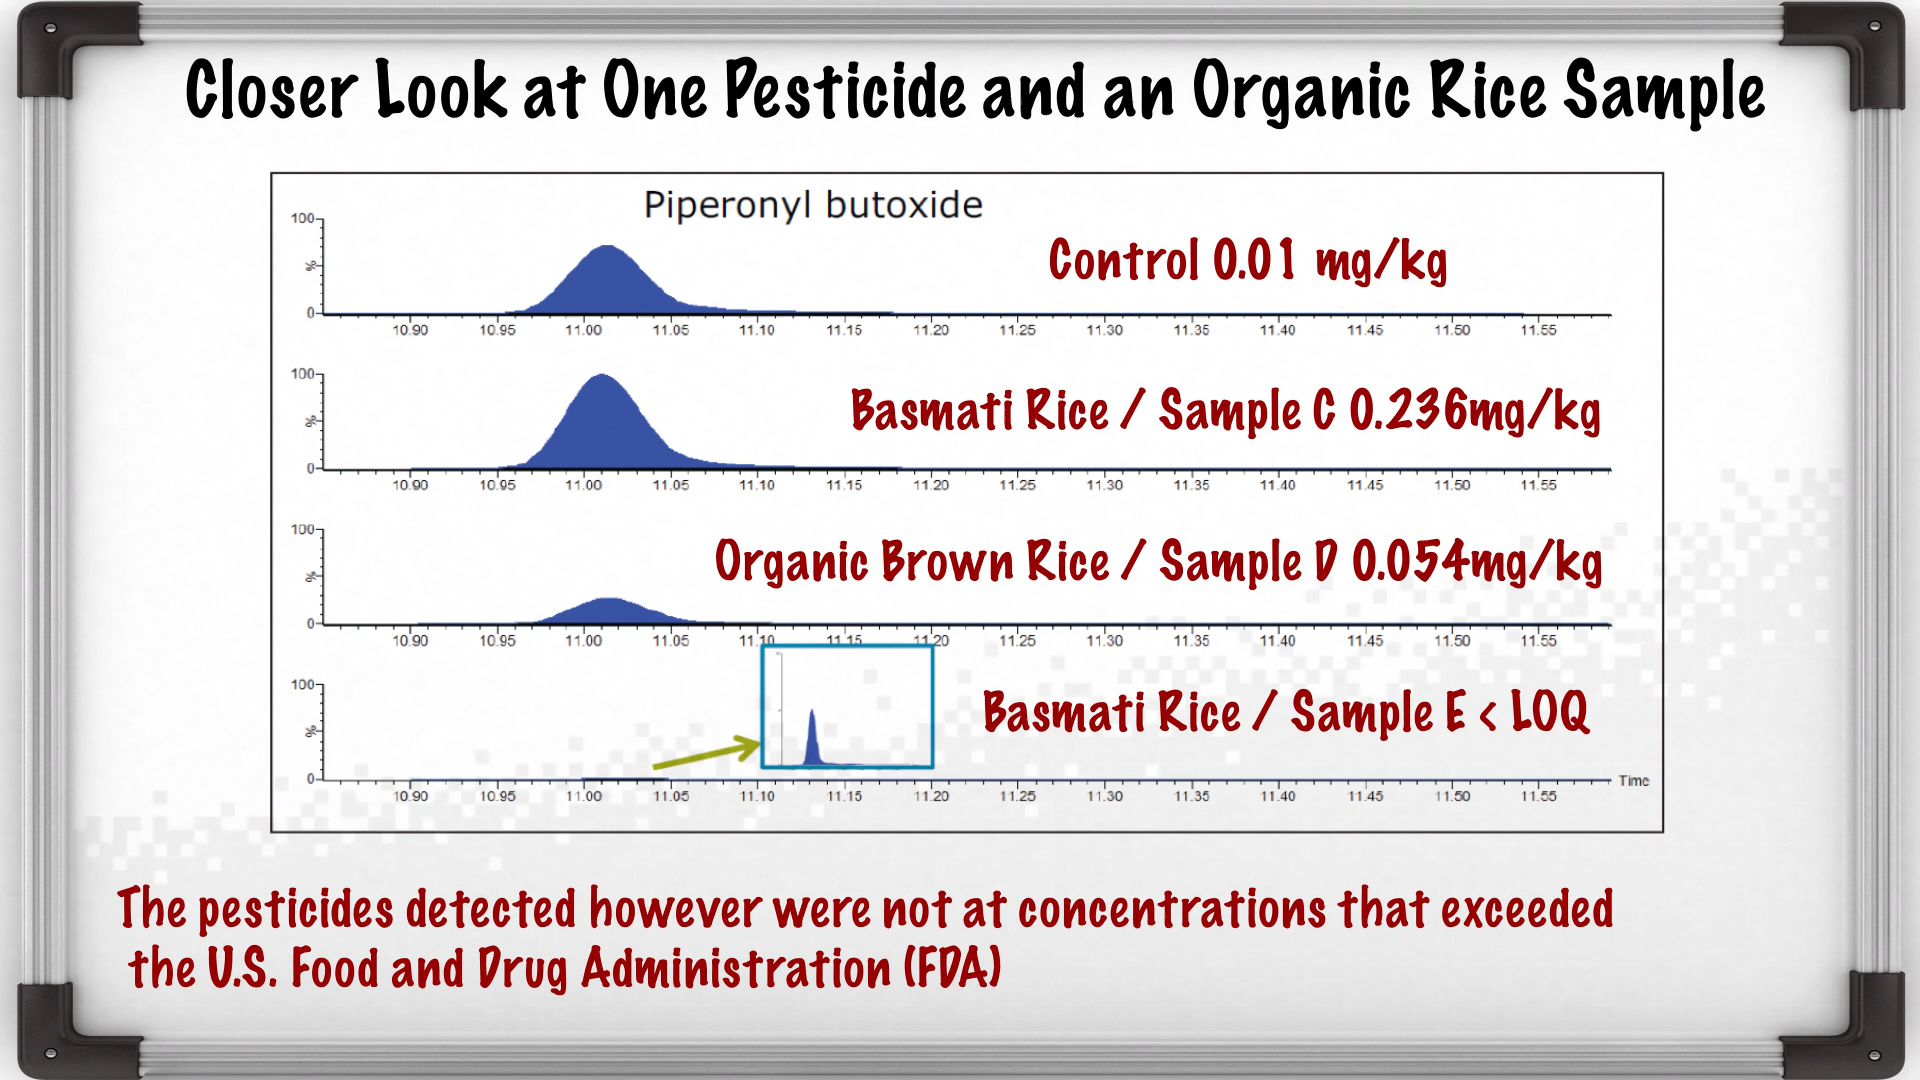 Closer Look at One Pesticide and an Organic Rice Sample
Piperonyl butoxide
100
%
0
Control 0.01 mg/kg
10.90 10.95 11.00 11.05 11.10 11.15 11.20 11.25 11.30 11.35 11.40 11.45 11.50 11.55
100
%
0
Basmati Rice / Sample C 0.236mg/kg
10.90 10.95 11.00 11.05 11.10 11.15 11.20 11.25 11.30 11.35 11.40 11.45 11.50 11.55
100
%
0
Organic Brown Rice / Sample D 0.054mg/kg
10.90 10.95 11.00 11.05 11.10 11.15 11.20 11.25 11.30 11.35 11.40 11.45 11.50 11.55
100
%
0
Basmati Rice / Sample E < LOQ
Time
10.90 10.95 11.00 11.05 11.10 11.15 11.20 11.25 11.30 11.35 11.40 11.45 11.50 11.55
The pesticides detected however were not at concentrations that exceeded
the U.S. Food and Drug Administration (FDA)